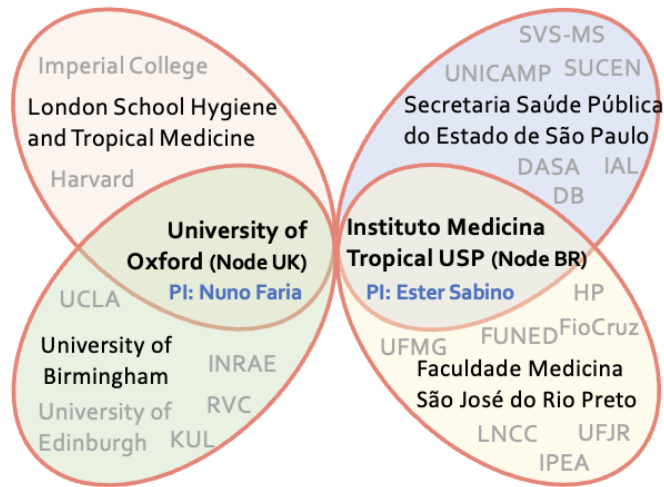 Imperial College
London School Hygiene
and Tropical Medicine
Harvard
University of
Oxford (Node UK)
PI: Nuno Faria
SVS-MS
UNICAMP SUCEN
Secretaria Saúde Pública
do Estado de São Paulo
DASA IAL
DB
Instituto Medicina
Tropical USP (Node BR)
PI: Ester Sabino
UCLA
University of
Birmingham
INRAE
University of
Edinburgh
RVC
KUL
HP
FUNED FioCruz
UFMG
Faculdade Medicina
São José do Rio Preto
LNCC UFJR
IPEA